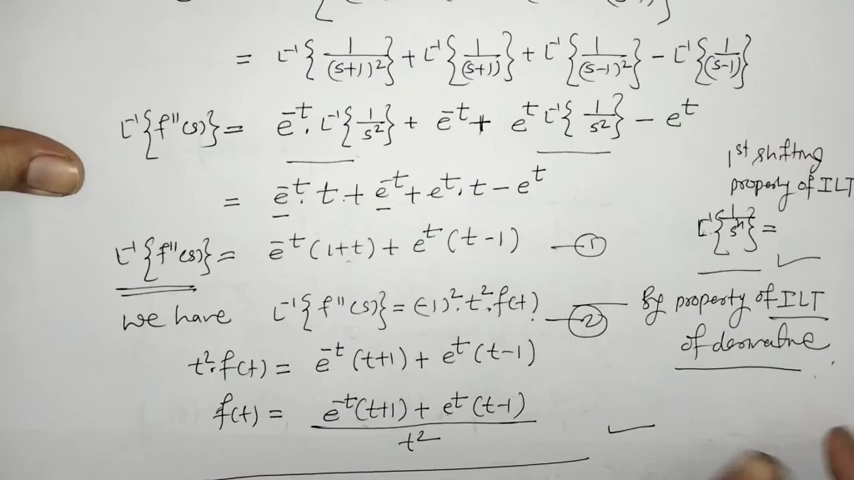 = L⁻¹{1/(s+1)²} + L⁻¹{1/(s+1)} + L⁻¹{1/(s-1)²} - L⁻¹{1/(s-1)}
L⁻¹{f''(s)} = e⁻ᵗ. L⁻¹{1/s²} + e⁻ᵗ + eᵗ L⁻¹{1/s²} - eᵗ
= e⁻ᵗ. t + e⁻ᵗ + eᵗ. t - eᵗ
1st shifting
property of ILT
L⁻¹{1/sⁿ} =
L⁻¹{f''(s)} = e⁻ᵗ(1+t) + eᵗ(t-1) — 1
we have L⁻¹{f''(s)} = (-1)². t². f(t) — 2
By property of ILT
of derivative
t². f(t) = e⁻ᵗ(t+1) + eᵗ(t-1)
f(t) = e⁻ᵗ(t+1) + eᵗ(t-1) / t²